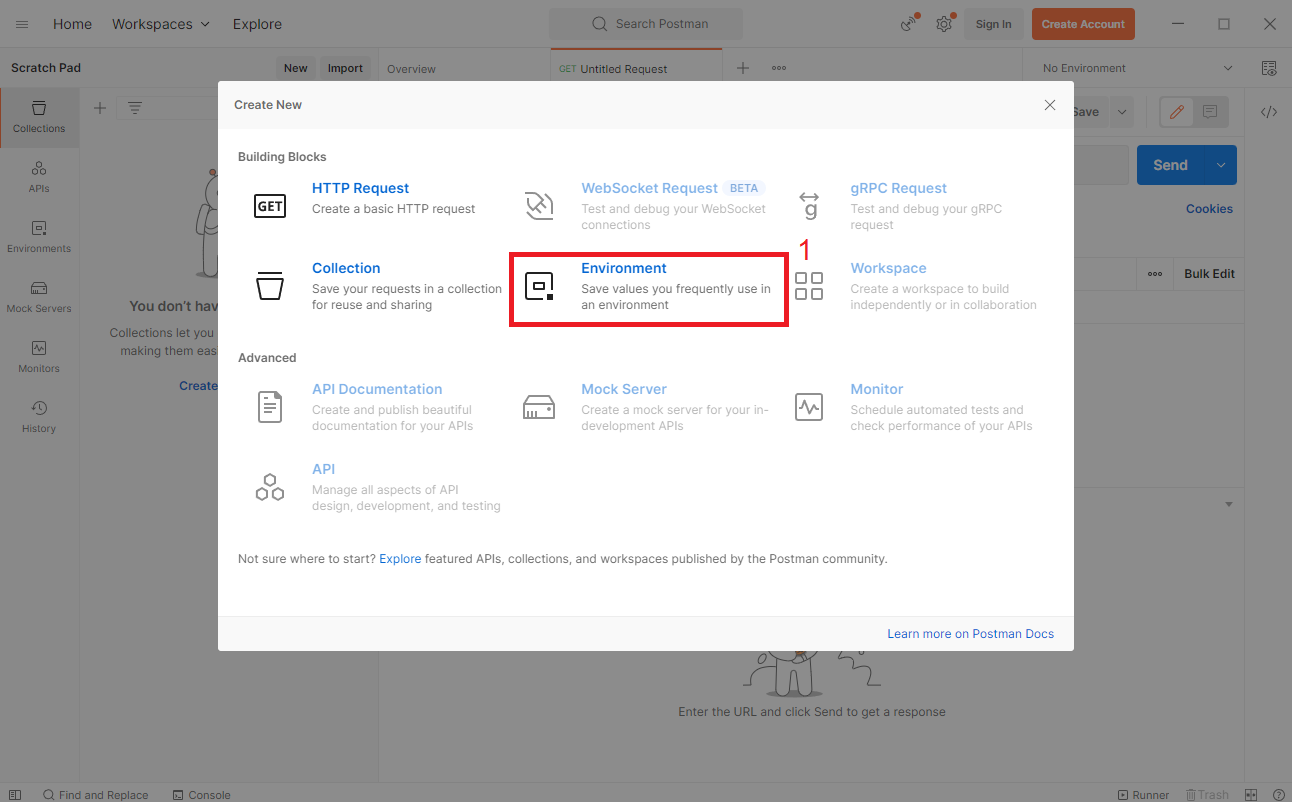 Home Workspaces Explore Search Postman Sign In Create Account
Scratch Pad New Import Overview GET Untitled Request No Environment
Create New
Save
Collections
Building Blocks
HTTP Request
Create a basic HTTP request
WebSocket Request BETA
Test and debug your WebSocket
connections
gRPC Request
Test and debug your gRPC
request
GET
g
Send
APIs
Cookies
Environments
1
Collection
Save your requests in a collection
for reuse and sharing
Environment
Save values you frequently use in
an environment
Workspace
Create a workspace to build
independently or in collaboration
Bulk Edit
Mock Servers
You don't hav
Collections let you
making them eas
Create
Monitors
History
Advanced
API Documentation
Create and publish beautiful
documentation for your APIs
Mock Server
Create a mock server for your in-
development APIs
Monitor
Schedule automated tests and
check performance of your APIs
API
Manage all aspects of API
design, development, and testing
Not sure where to start? Explore featured APIs, collections, and workspaces published by the Postman community.
Learn more on Postman Docs
Enter the URL and click Send to get a response
Find and Replace Console Runner Trash